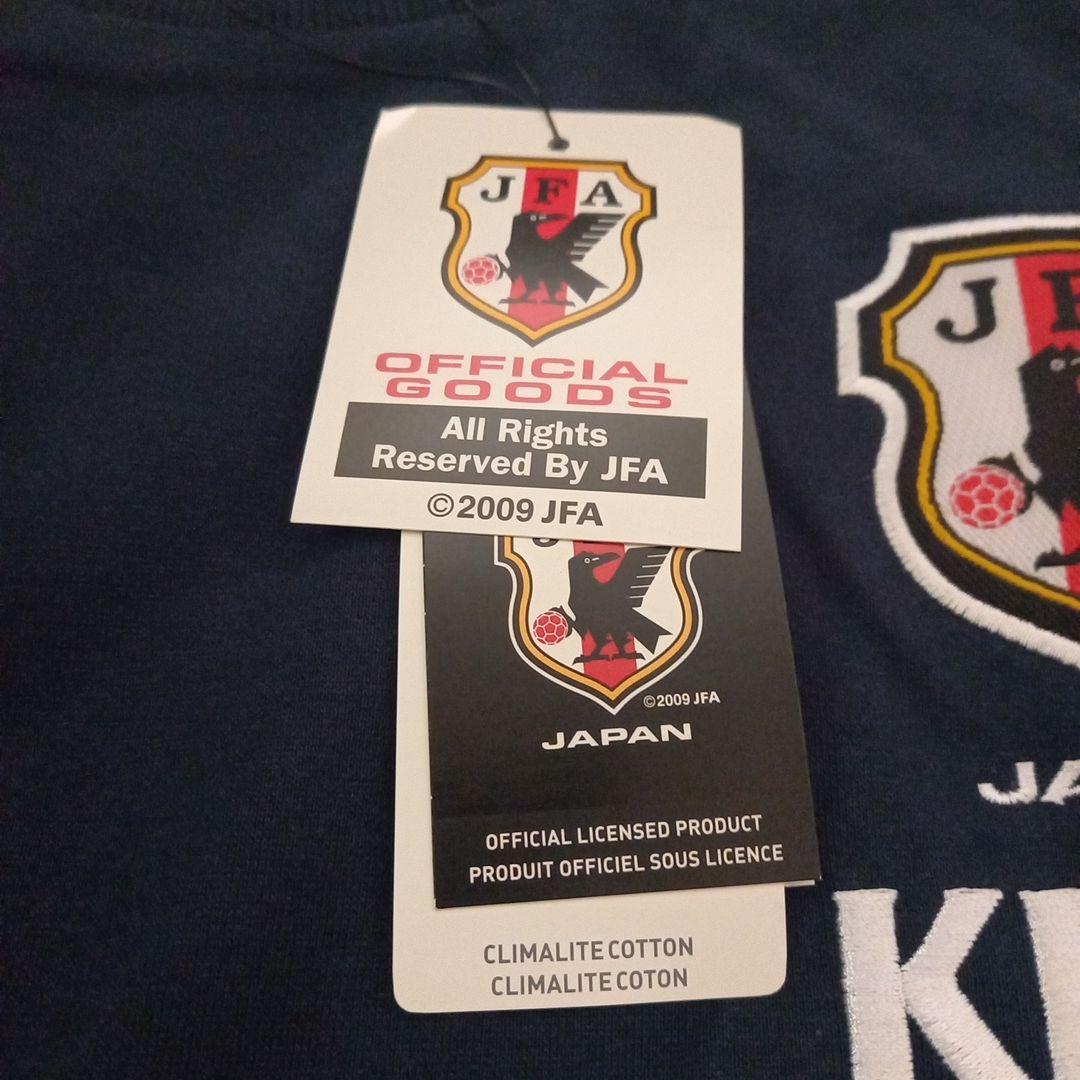 JFA
OFFICIAL
GOODS
All Rights
Reserved By JFA
©2009 JFA
©2009 JFA
JAPAN
OFFICIAL LICENSED PRODUCT
PRODUIT OFFICIEL SOUS LICENCE
CLIMALITE COTTON
CLIMALITE COTON
J
JA
K